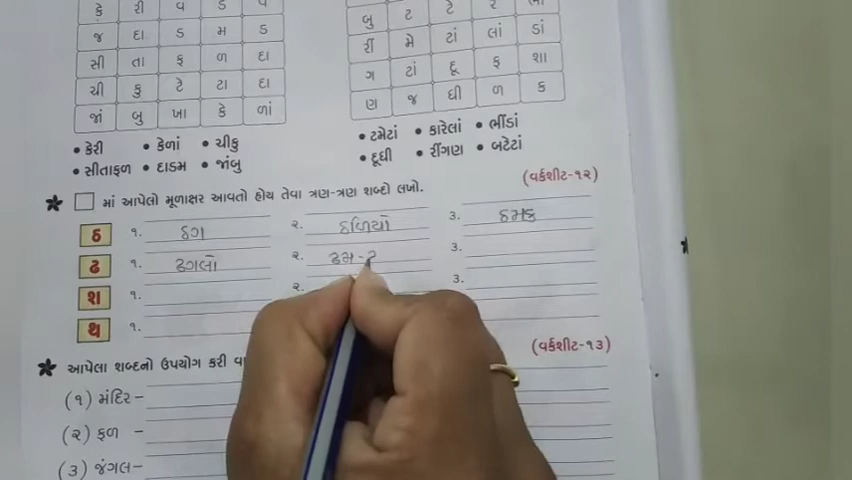 કે રી વ ડ પ
જ દા ડ મ ડ
સી તા ફ ળ દા
ચી કુ ટે ટા દા
જાં બુ ખા કે ળાં
બુ ટ ટે રે
રીં મે ટાં લાં ડાં
ગ ટાં દૂ ફ શા
ણ જ ઘી ળ ક
• કેરી • કેળાં • ચીકુ
• સીતાફળ • દાડમ • જાંબુ
• ટમેટાં • કારેલાં • ભીંડાં
• દૂધી • રીંગણ • બટેટાં
(વર્કશીટ-૧૨)
* માં આપેલો મૂળાક્ષર આવતો હોય તેવા ત્રણ-ત્રણ શબ્દો લખો.
ઠ ૧. ઠગ ૨. ઠળિયો ૩. ઠમક
ઢ ૧. ઢગલો ૨. ઢમ-ર ૩.
શ ૧. ૨. ૩.
થ ૧.
(વર્કશીટ-૧૩)
* આપેલા શબ્દનો ઉપયોગ કરી
(૧) મંદિર–
(૨) ફળ –
(૩) જંગલ–